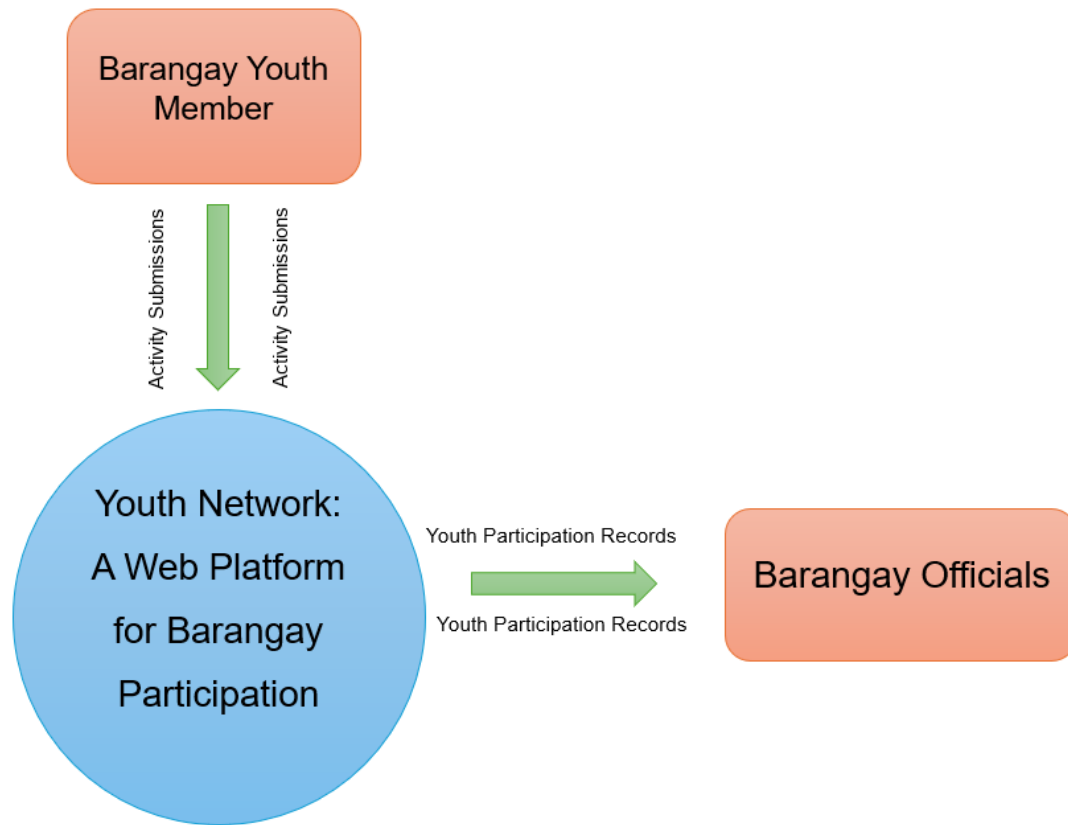 Barangay Youth
Member
Activity Submissions
Activity Submissions
Youth Network:
A Web Platform
for Barangay
Participation
Youth Participation Records
Youth Participation Records
Barangay Officials